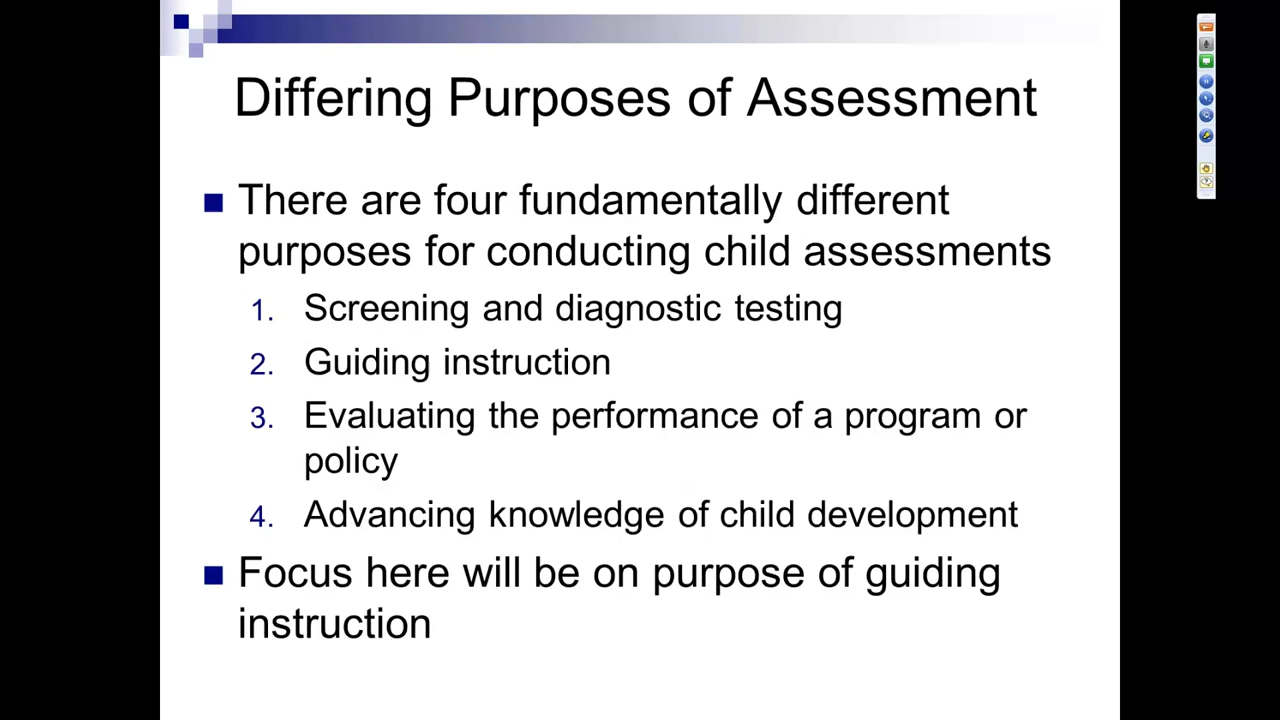 Differing Purposes of Assessment
There are four fundamentally different
purposes for conducting child assessments
1. Screening and diagnostic testing
2. Guiding instruction
3. Evaluating the performance of a program or
policy
4. Advancing knowledge of child development
Focus here will be on purpose of guiding
instruction